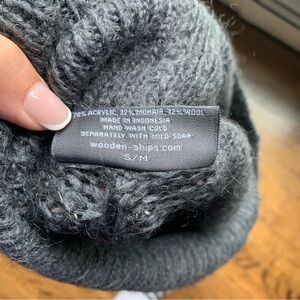 76% ACRYLIC, 12% MOHAIR, 12% WOOL
MADE IN INDONESIA
HAND WASH COLD
SEPARATELY WITH MILD SOAP
wooden-ships.com
S/M